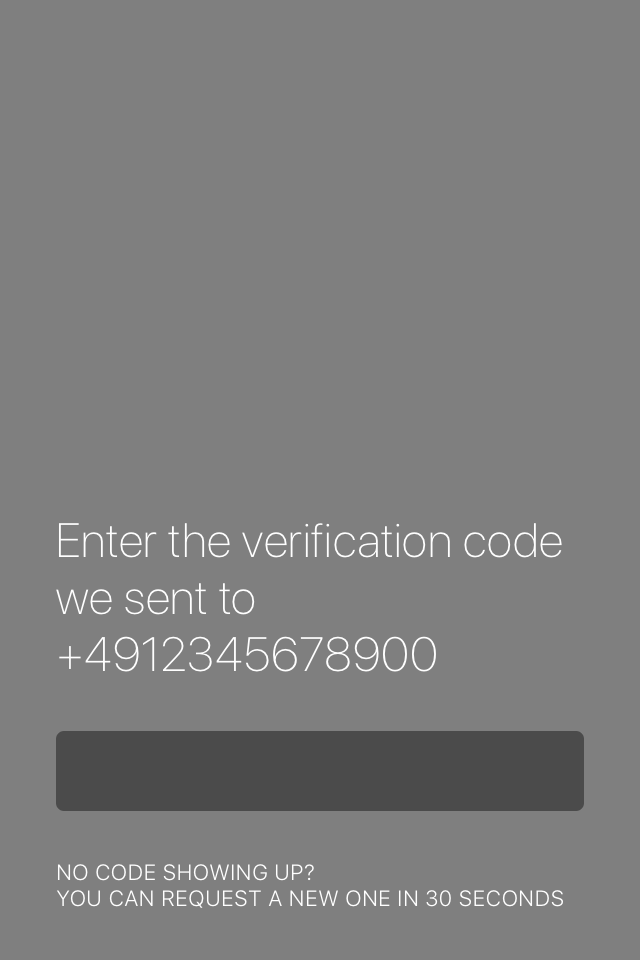 Enter the verification code
we sent to
+4912345678900
NO CODE SHOWING UP?
YOU CAN REQUEST A NEW ONE IN 30 SECONDS